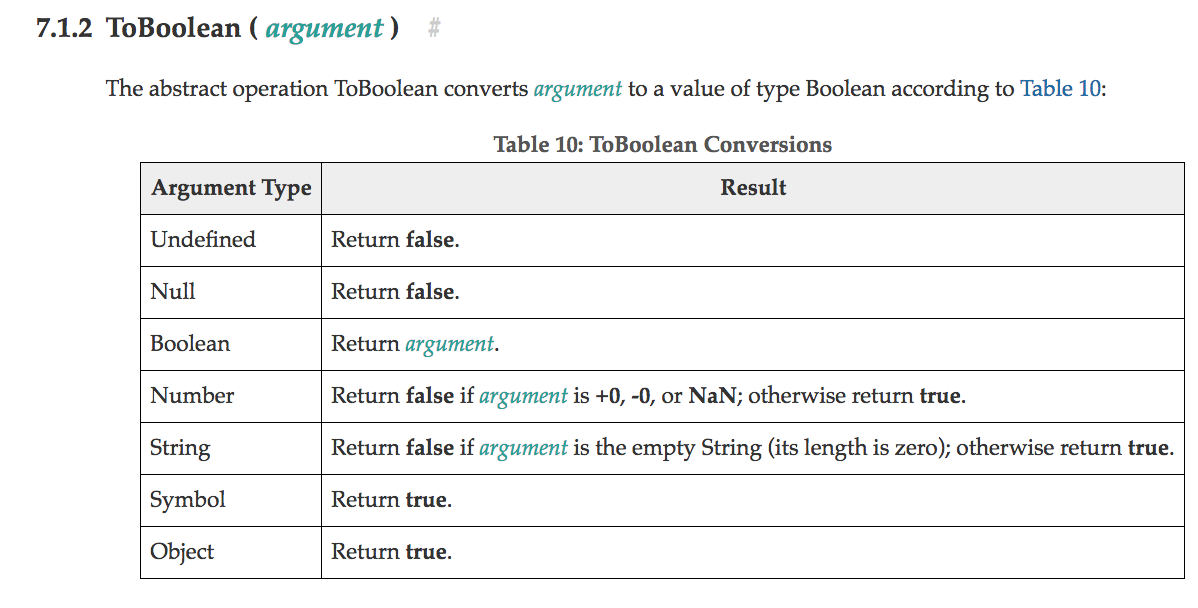 7.1.2 ToBoolean ( argument ) #
The abstract operation ToBoolean converts argument to a value of type Boolean according to Table 10:
Table 10: ToBoolean Conversions
Argument Type Result
Undefined Return false.
Null Return false.
Boolean Return argument.
Number Return false if argument is +0, -0, or NaN; otherwise return true.
String Return false if argument is the empty String (its length is zero); otherwise return true.
Symbol Return true.
Object Return true.